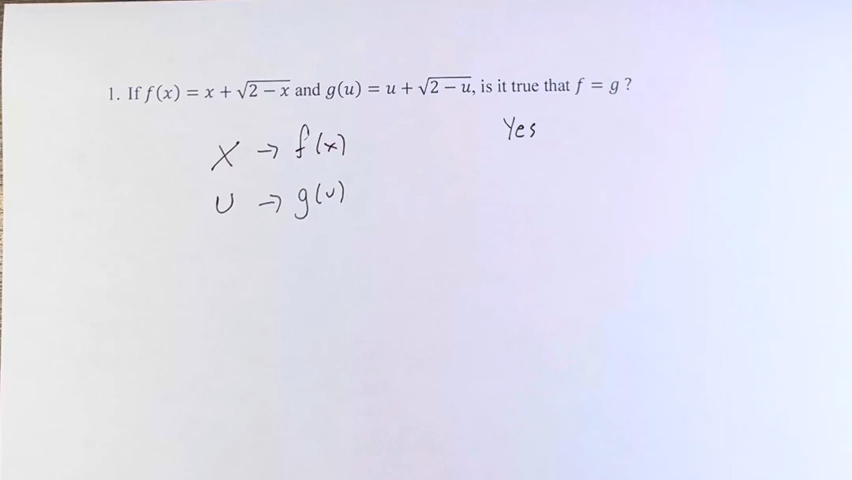 1. If f(x) = x + √2 − x and g(u) = u + √2 − u, is it true that f = g ?
Yes
X → f(x)
u → g(u)